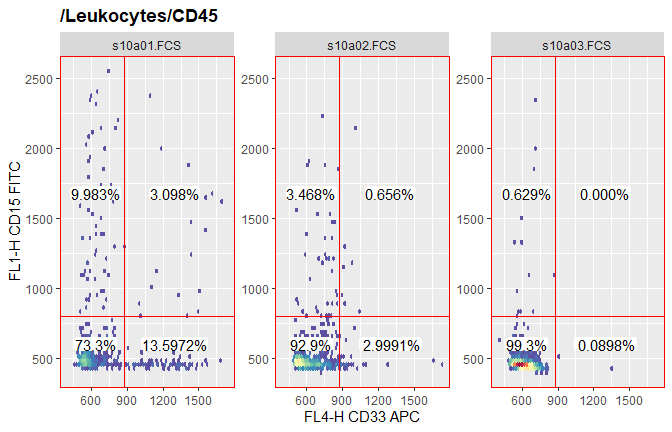 /Leukocytes/CD45
s10a01.FCS s10a02.FCS s10a03.FCS
2500 2500 2500
2000 2000 2000
9.983% 3.098% 3.468% 0.656% 0.629% 0.000%
1500 1500 1500
1000 1000 1000
73.3% 13.5972% 92.9% 2.9991% 99.3% 0.0898%
500 500 500
600 900 1200 1500 600 900 1200 1500 600 900 1200 1500
FL4-H CD33 APC
FL1-H CD15 FITC